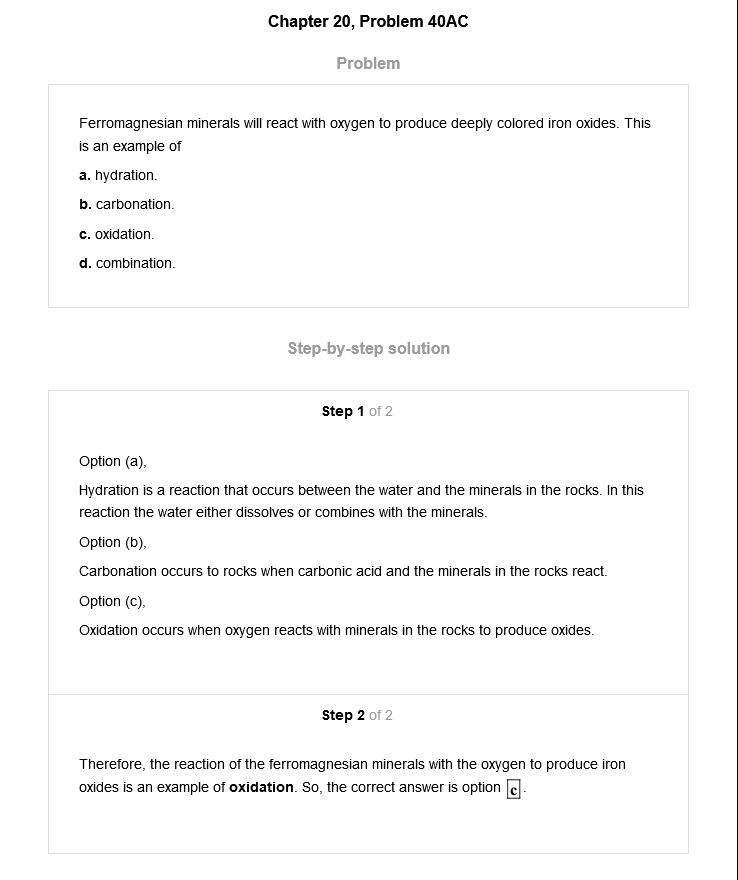 Chapter 20, Problem 40AC
Problem
Ferromagnesian minerals will react with oxygen to produce deeply colored iron oxides. This
is an example of
a. hydration.
b. carbonation.
c. oxidation.
d. combination.
Step-by-step solution
Step 1 of 2
Option (a),
Hydration is a reaction that occurs between the water and the minerals in the rocks. In this
reaction the water either dissolves or combines with the minerals.
Option (b),
Carbonation occurs to rocks when carbonic acid and the minerals in the rocks react.
Option (c),
Oxidation occurs when oxygen reacts with minerals in the rocks to produce oxides.
Step 2 of 2
Therefore, the reaction of the ferromagnesian minerals with the oxygen to produce iron
oxides is an example of oxidation. So, the correct answer is option c.